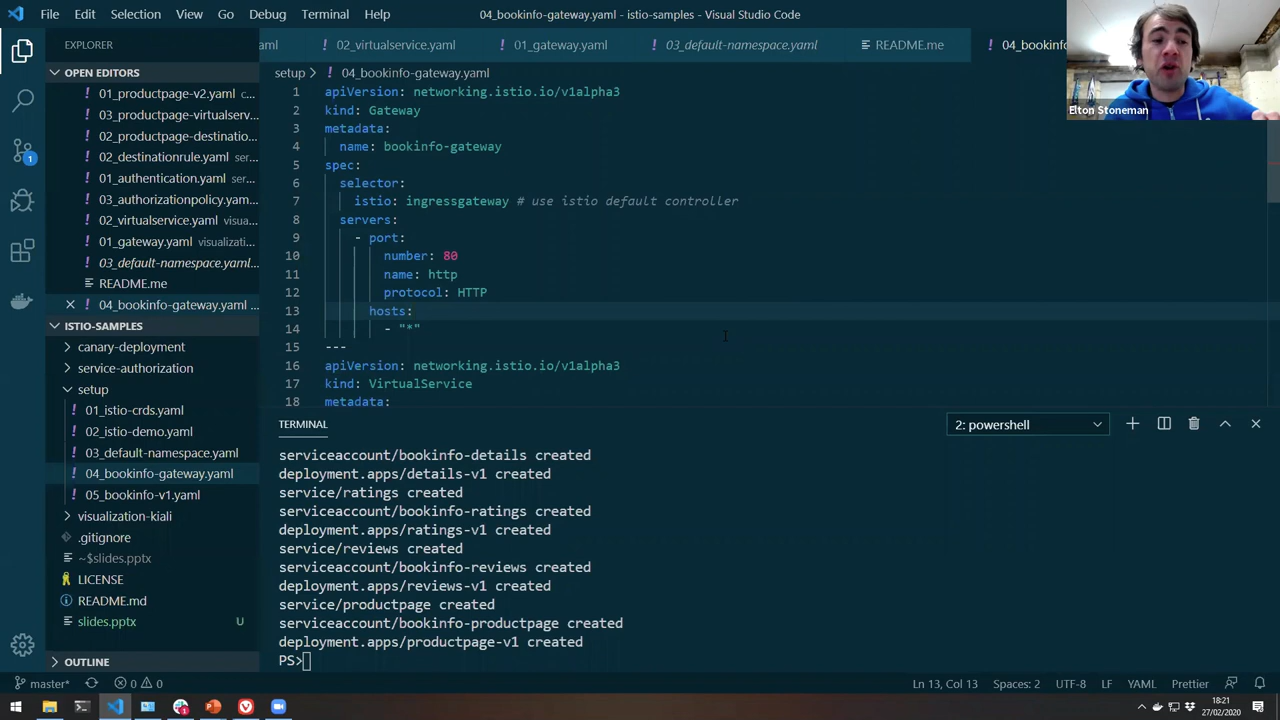 File Edit Selection View Go Debug Terminal Help
04_bookinfo-gateway.yaml - istio-samples - Visual Studio Code
EXPLORER
OPEN EDITORS
01_productpage-v2.yaml c...
03_productpage-virtualserv...
02_productpage-destinatio...
02_destinationrule.yaml ser...
01_authentication.yaml ser...
03_authorizationpolicy.yam...
02_virtualservice.yaml visua...
01_gateway.yaml visualizati...
03_default-namespace.yaml...
README.me
04_bookinfo-gateway.yaml ...
ISTIO-SAMPLES
canary-deployment
service-authorization
setup
01_istio-crds.yaml
02_istio-demo.yaml
03_default-namespace.yaml
04_bookinfo-gateway.yaml
05_bookinfo-v1.yaml
visualization-kiali
.gitignore
~$slides.pptx
LICENSE
README.md
slides.pptx U
OUTLINE
aml 02_virtualservice.yaml 01_gateway.yaml 03_default-namespace.yaml README.me 04_bookinfo
setup 04_bookinfo-gateway.yaml
1 apiVersion: networking.istio.io/v1alpha3
2 kind: Gateway
3 metadata:
4 name: bookinfo-gateway
5 spec:
6 selector:
7 istio: ingressgateway # use istio default controller
8 servers:
9 - port:
10 number: 80
11 name: http
12 protocol: HTTP
13 hosts:
14 - "*"
15 ---
16 apiVersion: networking.istio.io/v1alpha3
17 kind: VirtualService
18 metadata:
Elton Stoneman
TERMINAL
2: powershell
serviceaccount/bookinfo-details created
deployment.apps/details-v1 created
service/ratings created
serviceaccount/bookinfo-ratings created
deployment.apps/ratings-v1 created
service/reviews created
serviceaccount/bookinfo-reviews created
deployment.apps/reviews-v1 created
service/productpage created
serviceaccount/bookinfo-productpage created
deployment.apps/productpage-v1 created
PS>
1
master* 0 0
Ln 13, Col 13 Spaces: 2 UTF-8 LF YAML Prettier
18:21
27/02/2020